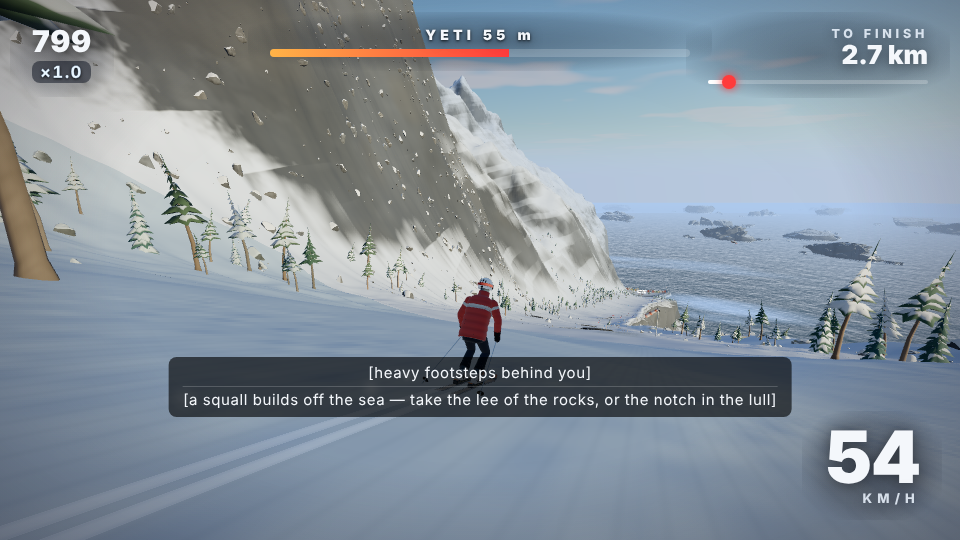 799
×1.0
YETI 55 m
TO FINISH
2.7 km
[heavy footsteps behind you]
[a squall builds off the sea — take the lee of the rocks, or the notch in the lull]
54
KM/H